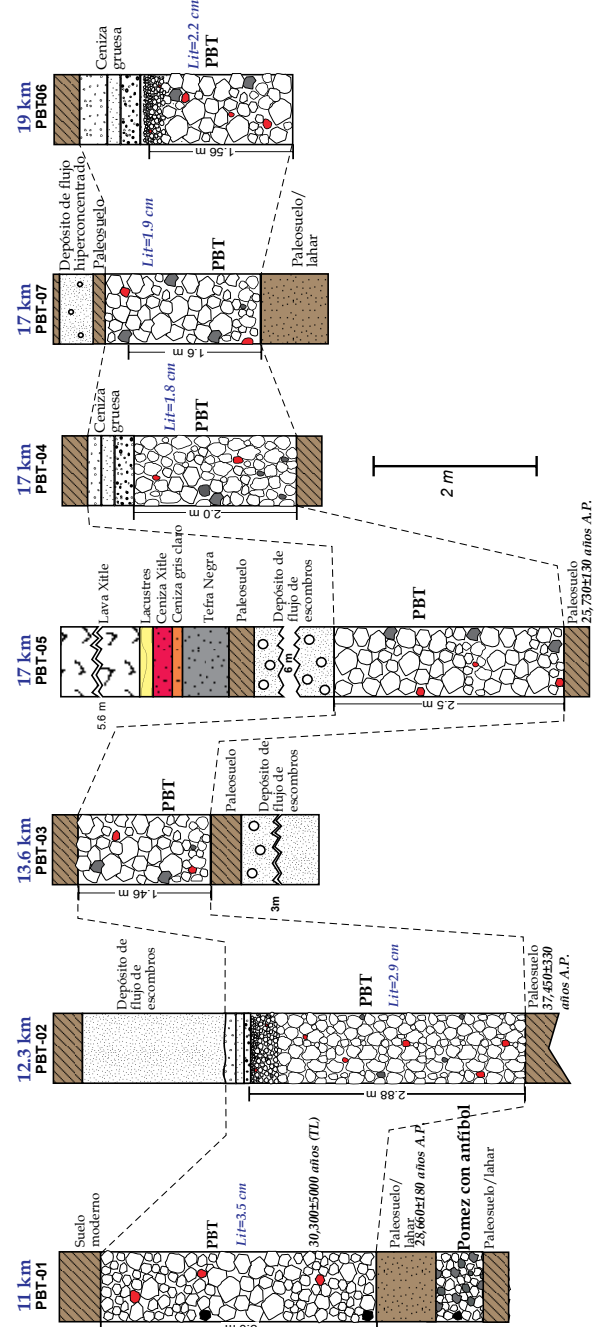 11 km
PBT-01
Suelo
moderno
PBT
Lit=3.5 cm
30,300±5000 años (TL)
Paleosuelo/
lahar
28,660±180 años A.P.
Pomez con anfíbol
Paleosuelo/lahar
12.3 km
PBT-02
Depósito de
flujo de
escombros
PBT
Lit=2.9 cm
2.88 m
Paleosuelo
37,450±330
años A.P.
13.6 km
PBT-03
PBT
1.46 m
Paleosuelo
Depósito de
flujo de
escombros
3m
17 km
PBT-05
5.6 m
Lava Xitle
Lacustres
Ceniza Xitle
Ceniza gris claro
Tefra Negra
Paleosuelo
Depósito de
flujo de
escombros
6 m
PBT
2.5 m
Paleosuelo
25,730±130 años A.P.
17 km
PBT-04
Ceniza
gruesa
Lit=1.8 cm
PBT
2.0 m
2 m
17 km
PBT-07
Depósito de flujo
hiperconcentrado
Paleosuelo
Lit=1.9 cm
PBT
1.6 m
Paleosuelo/
lahar
19 km
PBT-06
Ceniza
gruesa
Lit=2.2 cm
PBT
1.56 m